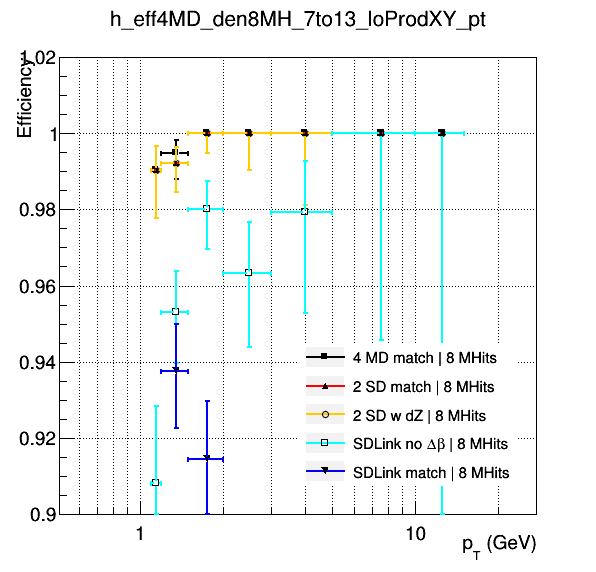 h_eff4MD_den8MH_7to13_loProdXY_pt
Efficiency
1.02
1
0.98
0.96
0.94
0.92
0.9
4 MD match | 8 MHits
2 SD match | 8 MHits
2 SD w dZ | 8 MHits
SDLink no Δβ | 8 MHits
SDLink match | 8 MHits
1
10
p_T (GeV)